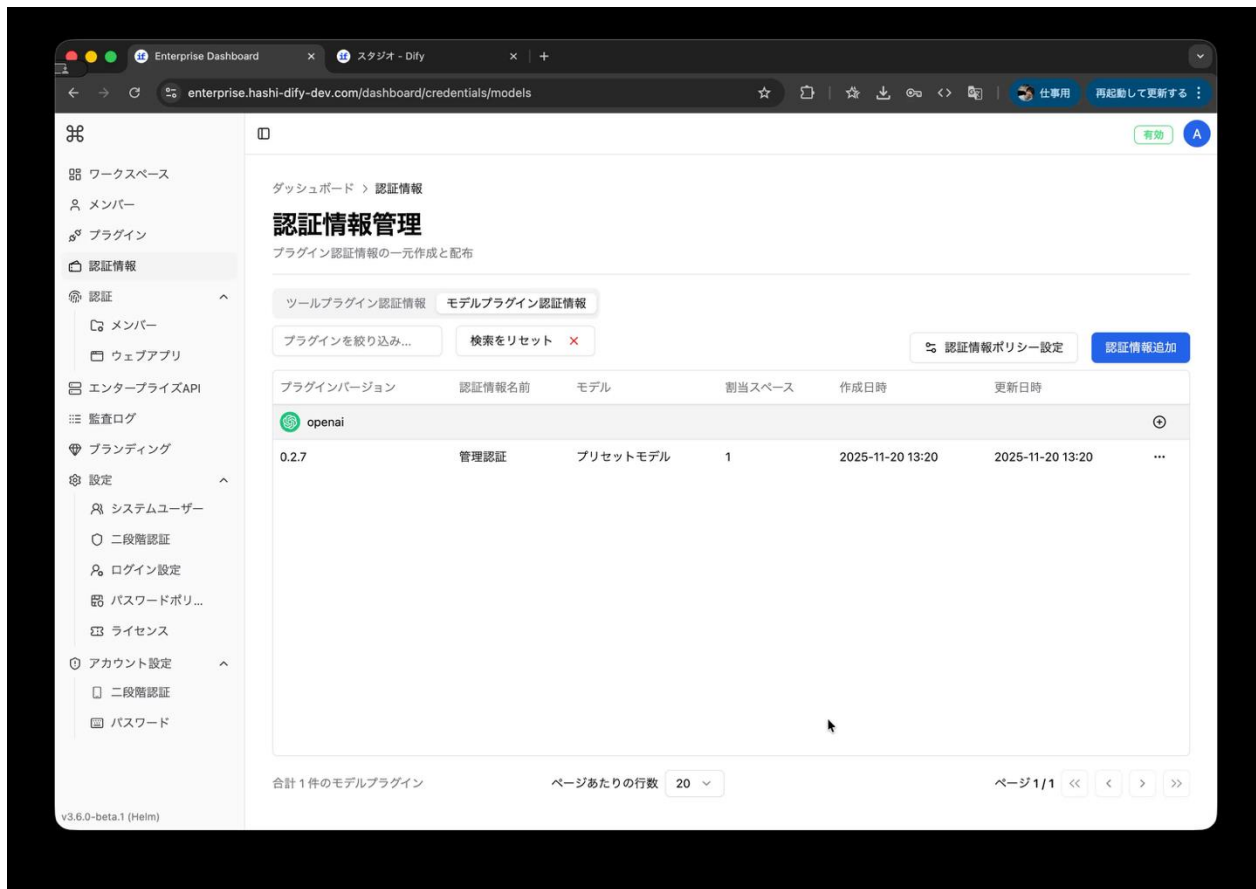 Enterprise Dashboard
スタジオ - Dify
enterprise.hashi-dify-dev.com/dashboard/credentials/models
仕事用
再起動して更新する
有効
A
ワークスペース
メンバー
プラグイン
認証情報
認証
メンバー
ウェブアプリ
エンタープライズAPI
監査ログ
ブランディング
設定
システムユーザー
二段階認証
ログイン設定
パスワードポリ...
ライセンス
アカウント設定
二段階認証
パスワード
v3.6.0-beta.1 (Helm)
ダッシュボード > 認証情報
認証情報管理
プラグイン認証情報の一元作成と配布
ツールプラグイン認証情報 モデルプラグイン認証情報
プラグインを絞り込み... 検索をリセット
認証情報ポリシー設定 認証情報追加
プラグインバージョン 認証情報名前 モデル 割当スペース 作成日時 更新日時
openai
0.2.7 管理認証 プリセットモデル 1 2025-11-20 13:20 2025-11-20 13:20
合計 1 件のモデルプラグイン ページあたりの行数 20 ページ 1 / 1